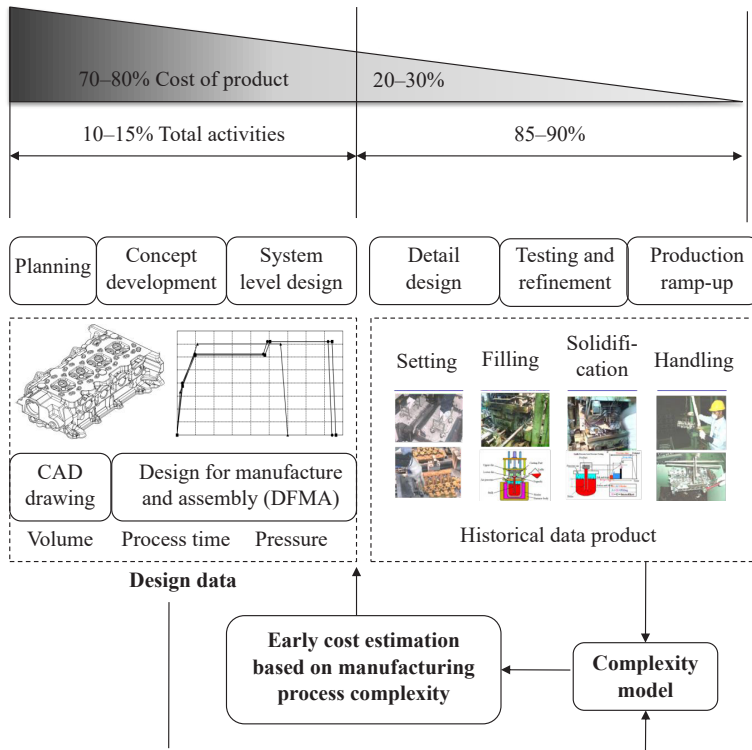 70–80% Cost of product
20–30%
10–15% Total activities
85–90%
Planning
Concept
development
System
level design
Detail
design
Testing and
refinement
Production
ramp-up
Setting
Filling
Solidifi-
cation
Handling
CAD
drawing
Design for manufacture
and assembly (DFMA)
Volume
Process time
Pressure
Historical data product
Design data
Early cost estimation
based on manufacturing
process complexity
Complexity
model